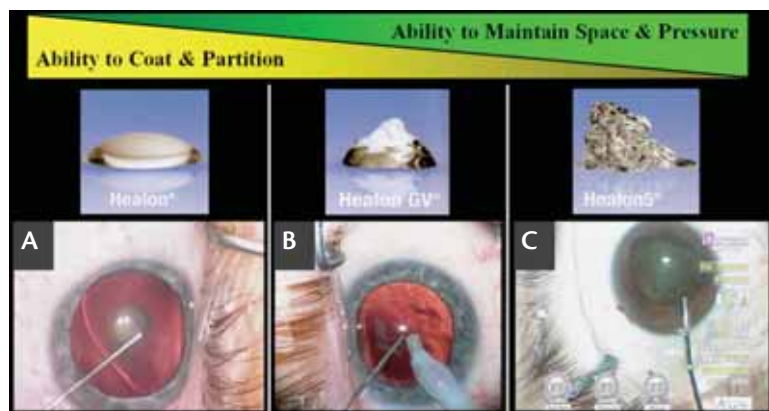 Ability to Maintain Space & Pressure
Ability to Coat & Partition
Healon®
Healon GV®
Healon5®
A
B
C